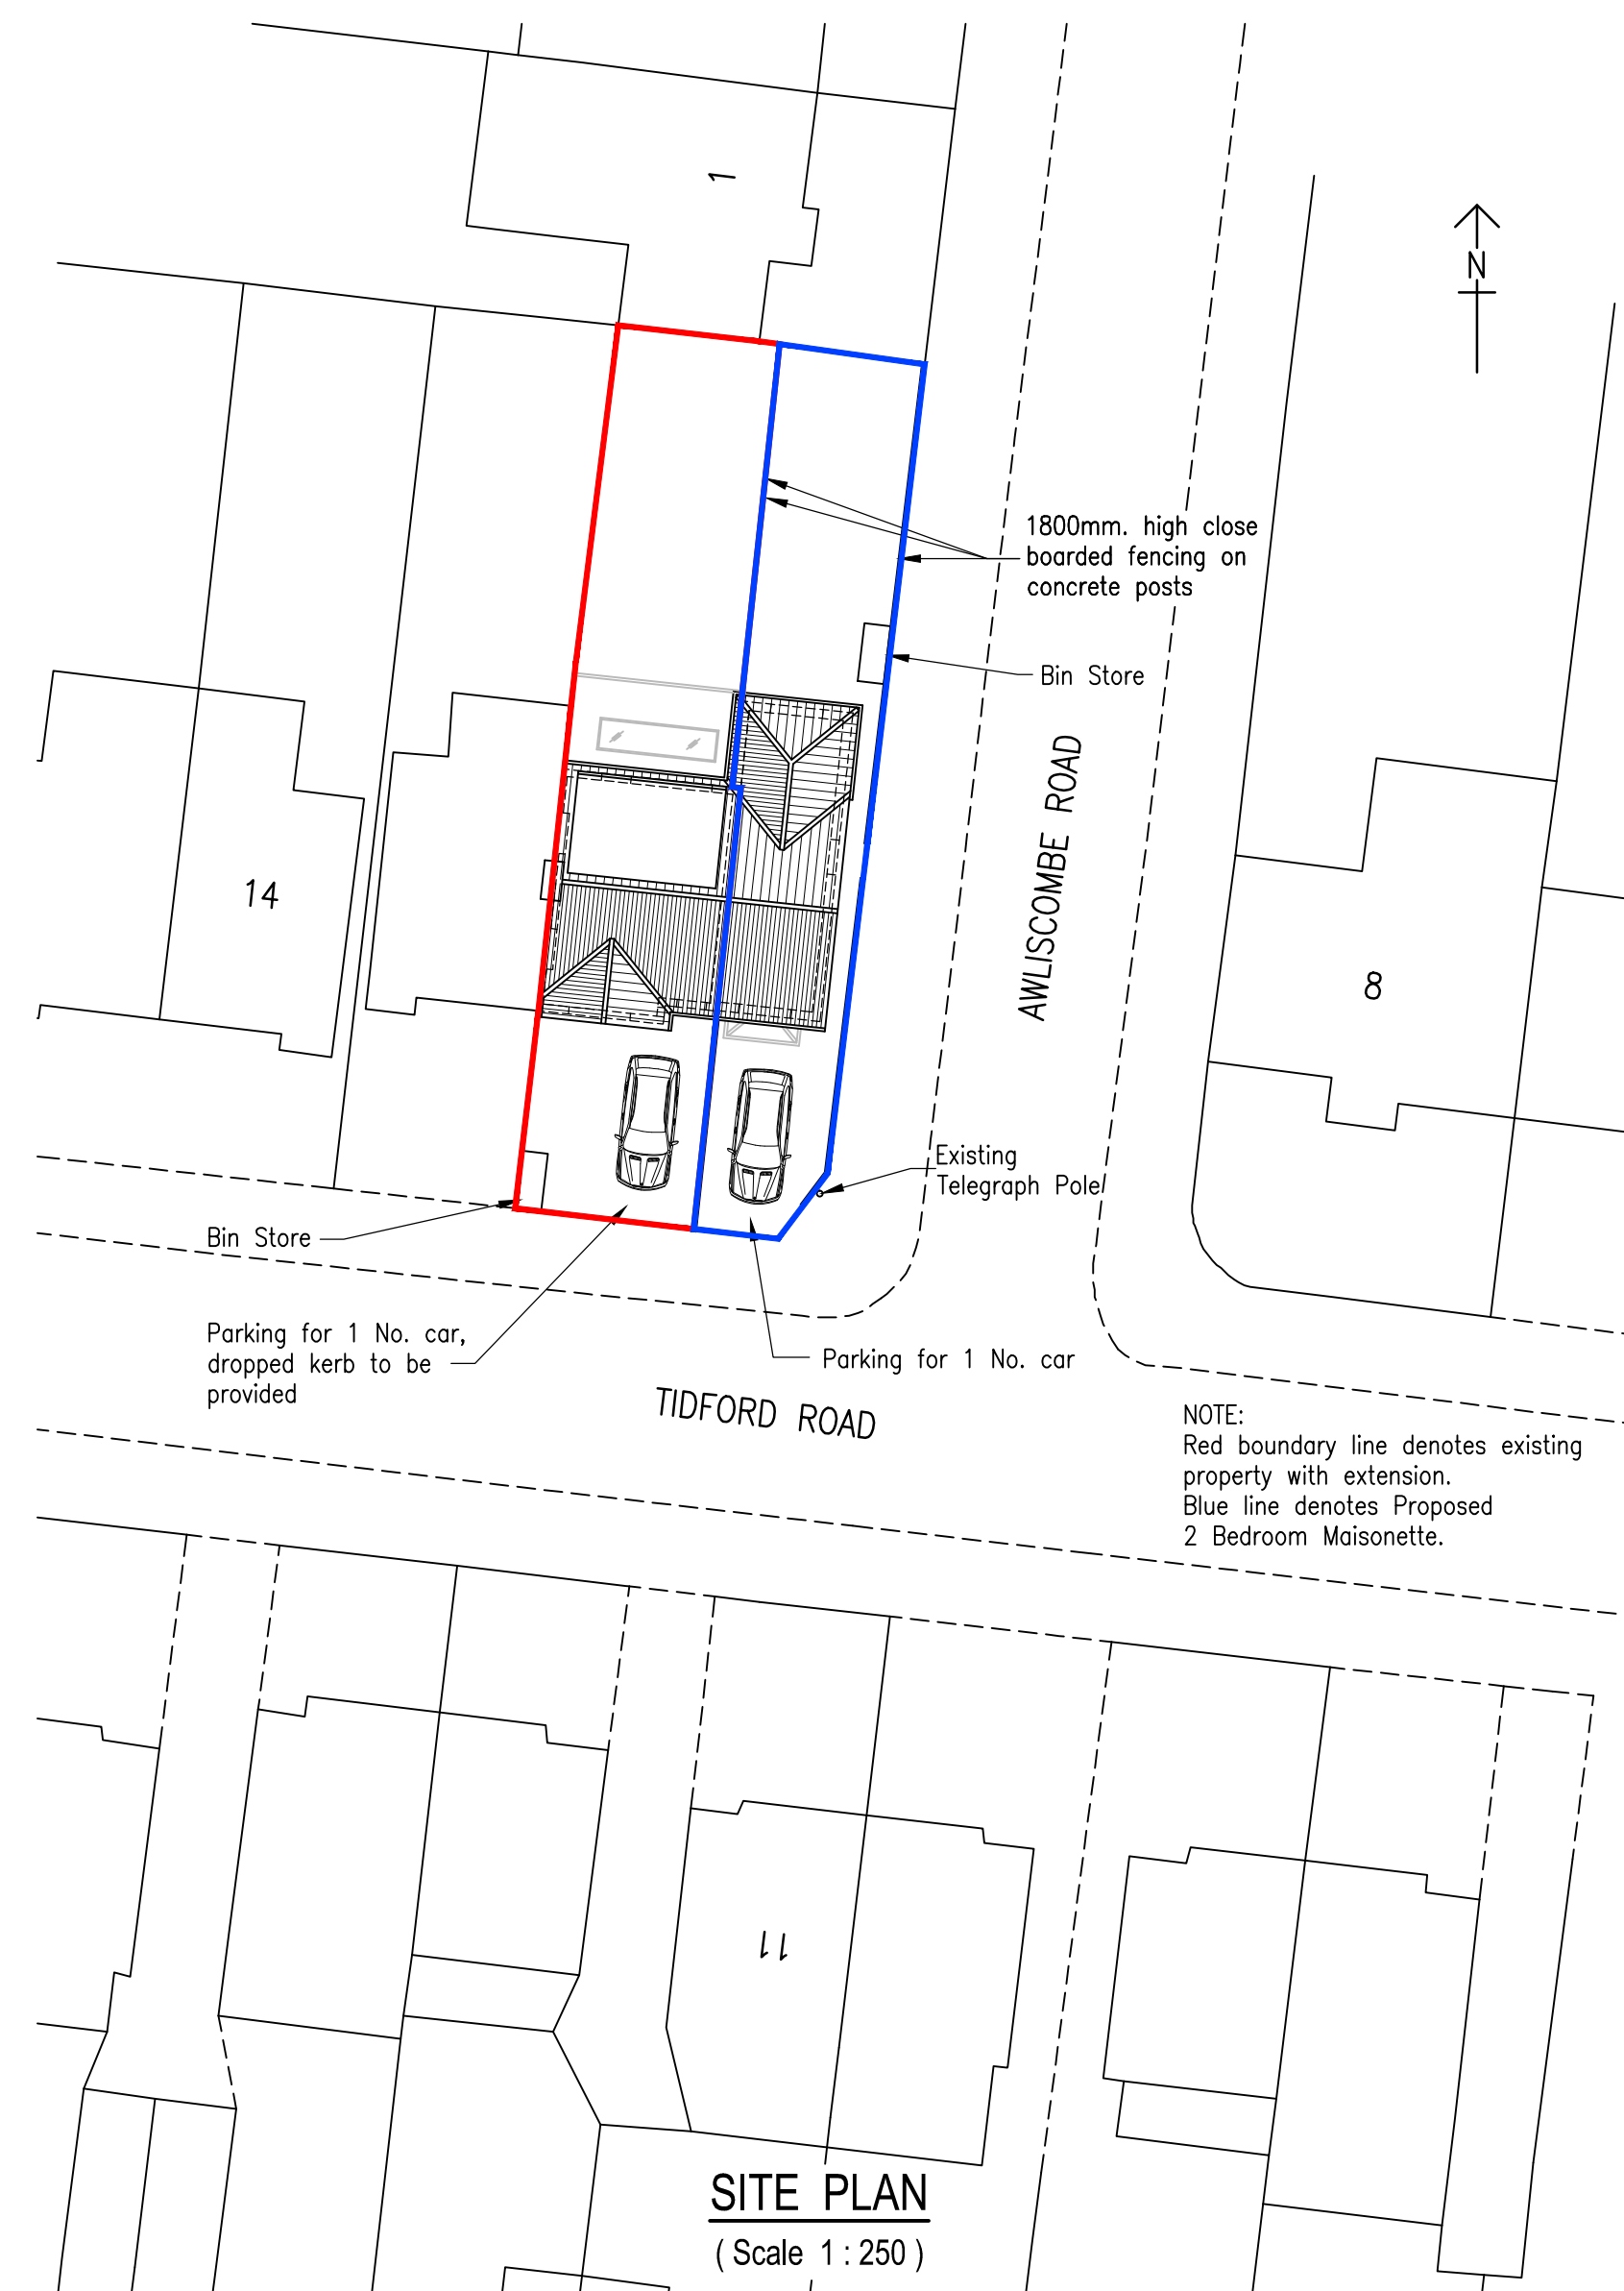 1
N
1800mm. high close
boarded fencing on
concrete posts
Bin Store
14
AWLISCOMBE ROAD
8
Existing
Telegraph Pole
Bin Store
Parking for 1 No. car,
dropped kerb to be
provided
Parking for 1 No. car
TIDFORD ROAD
NOTE:
Red boundary line denotes existing
property with extension.
Blue line denotes Proposed
2 Bedroom Maisonette.
11
SITE PLAN
( Scale 1 : 250 )